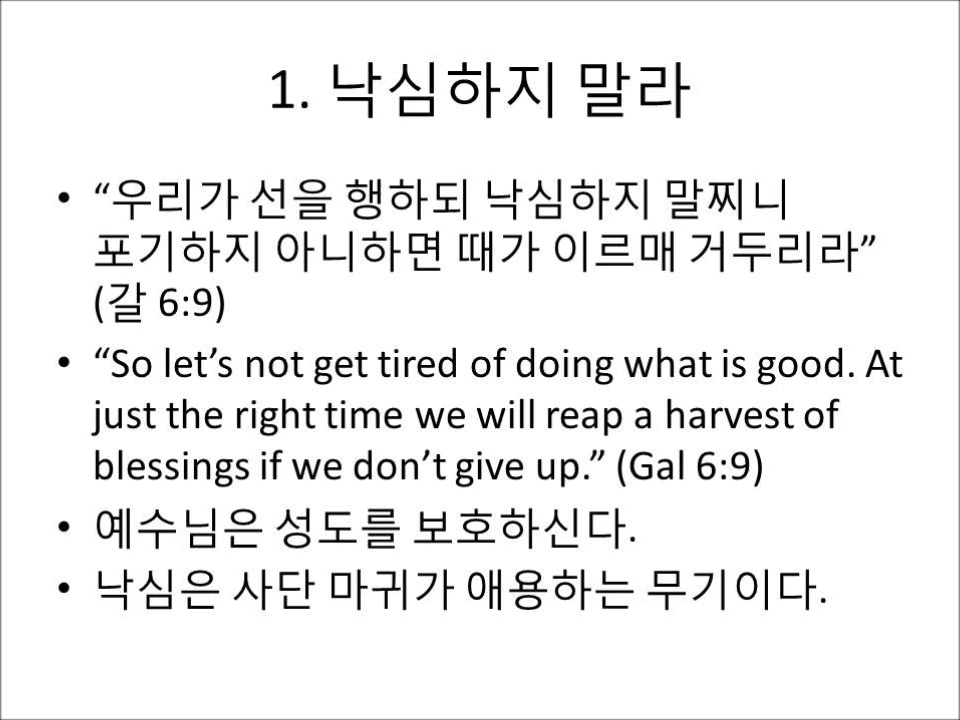 1. 낙심하지 말라
• “우리가 선을 행하되 낙심하지 말찌니
포기하지 아니하면 때가 이르매 거두리라”
(갈 6:9)
• “So let’s not get tired of doing what is good. At
just the right time we will reap a harvest of
blessings if we don’t give up.” (Gal 6:9)
• 예수님은 성도를 보호하신다.
• 낙심은 사단 마귀가 애용하는 무기이다.